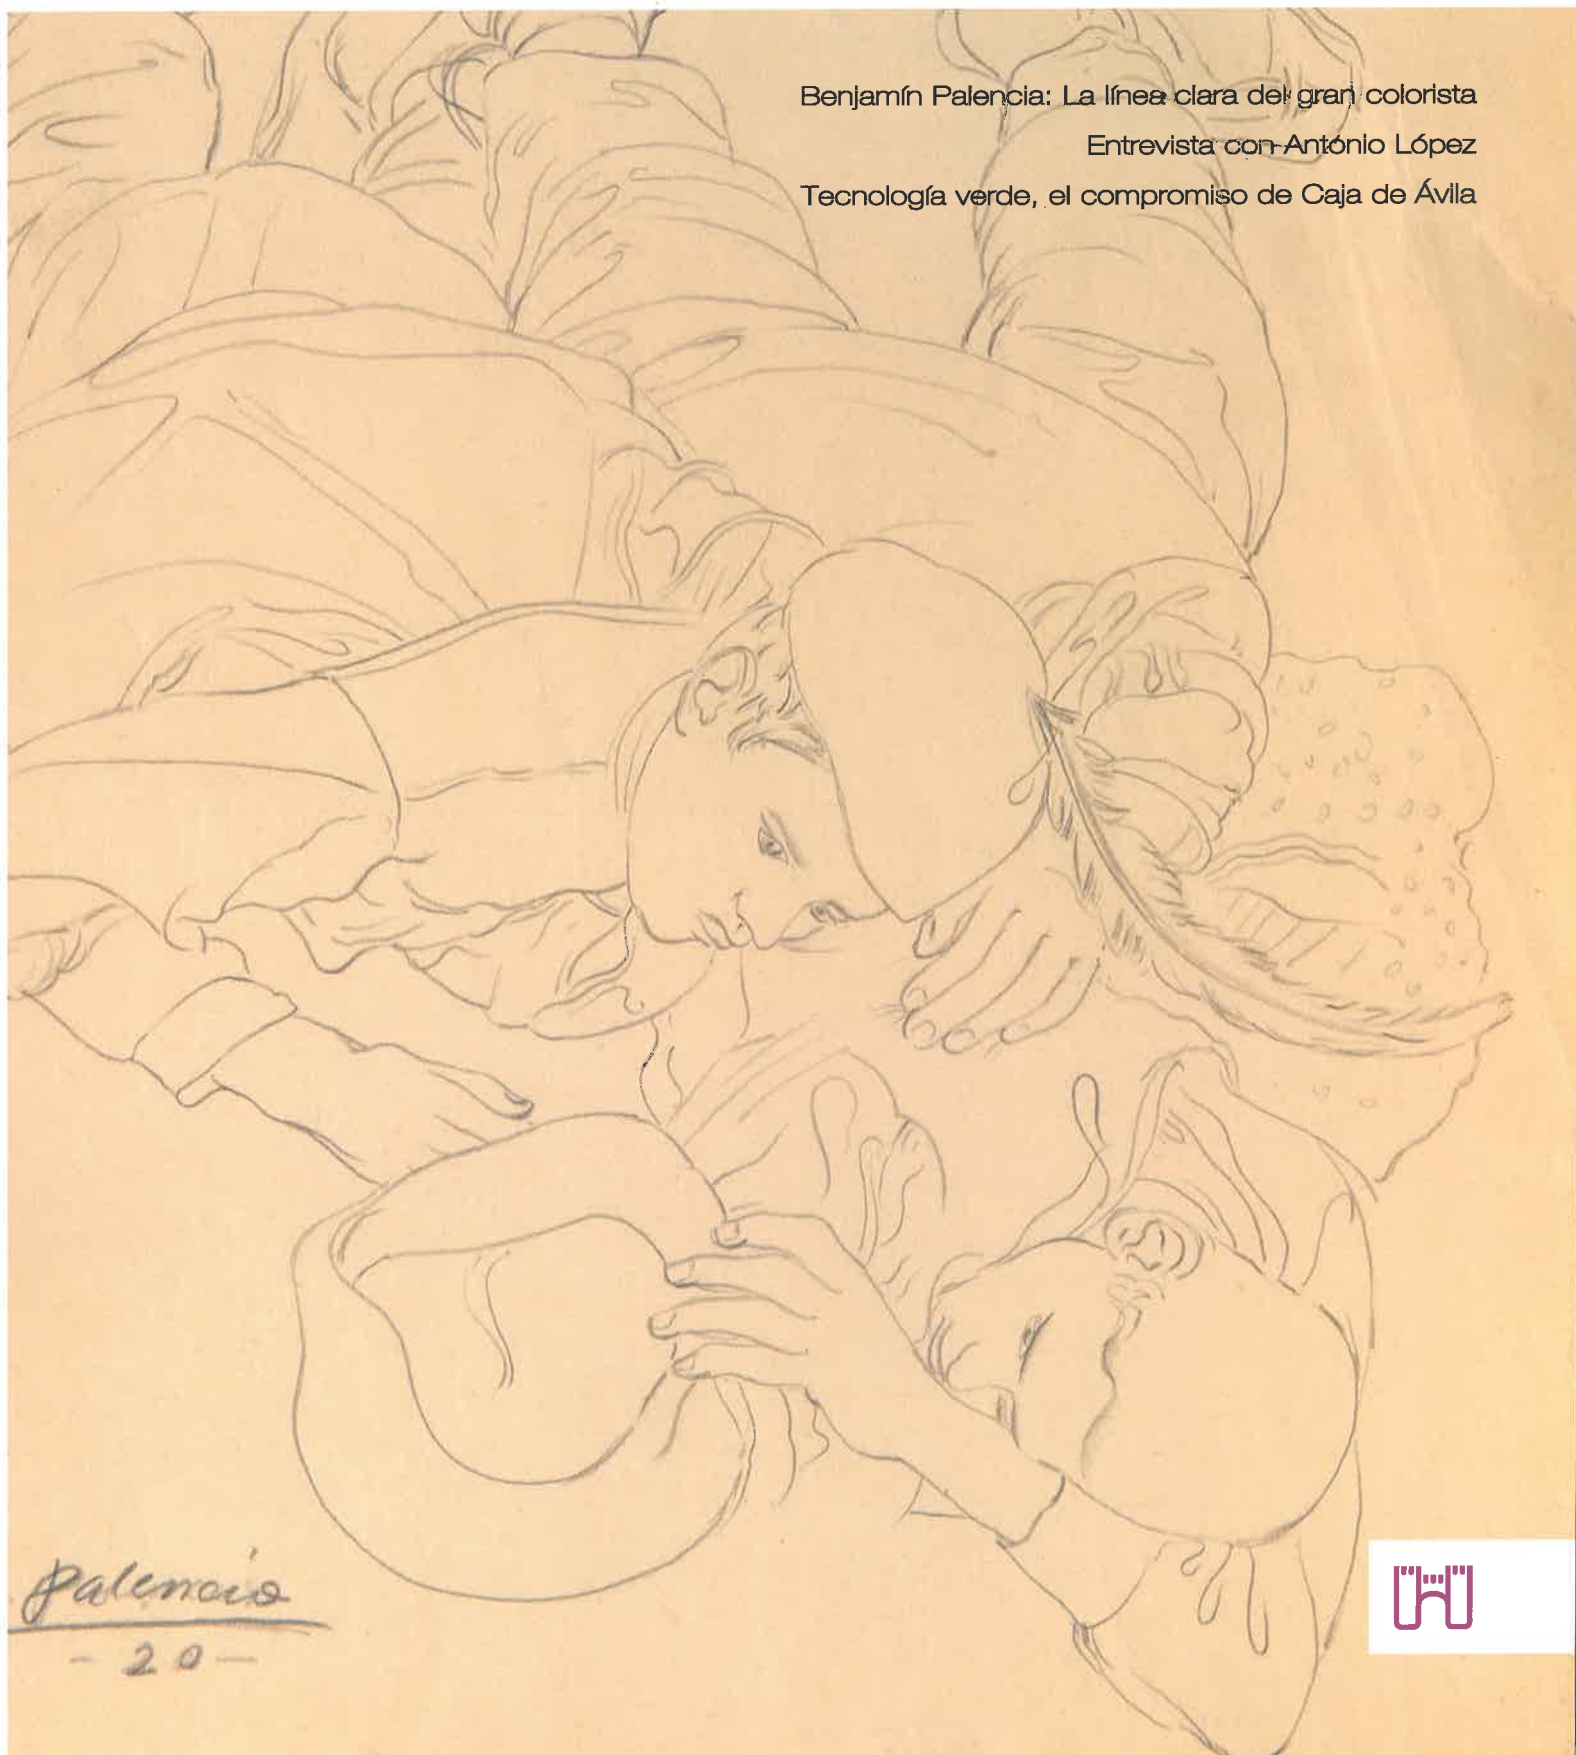 Benjamín Palencia: La línea clara del gran colorista
Entrevista con António López
Tecnología verde, el compromiso de Caja de Ávila
Palencia
- 20 -